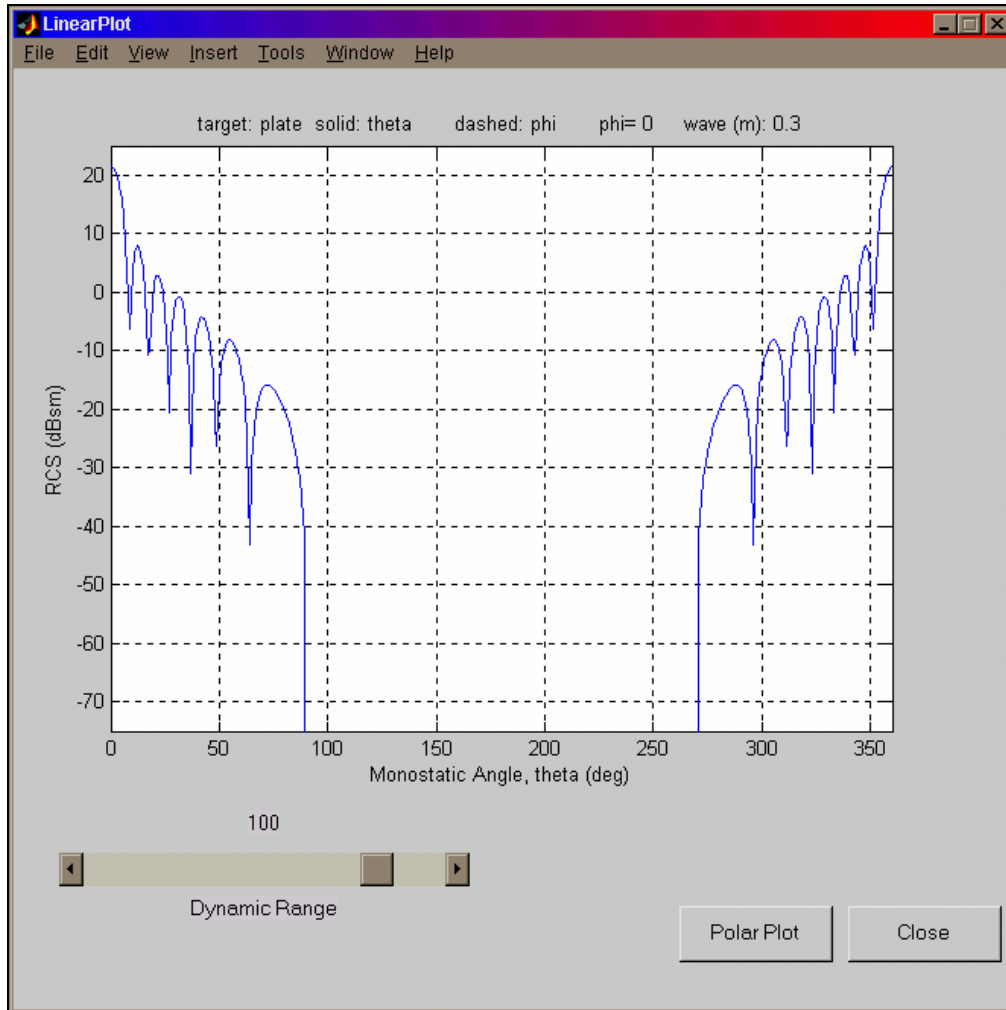 LinearPlot
File Edit View Insert Tools Window Help
target: plate solid: theta dashed: phi phi= 0 wave (m): 0.3
20
10
0
-10
-20
-30
-40
-50
-60
-70
RCS (dBsm)
0 50 100 150 200 250 300 350
Monostatic Angle, theta (deg)
100
Dynamic Range
Polar Plot Close